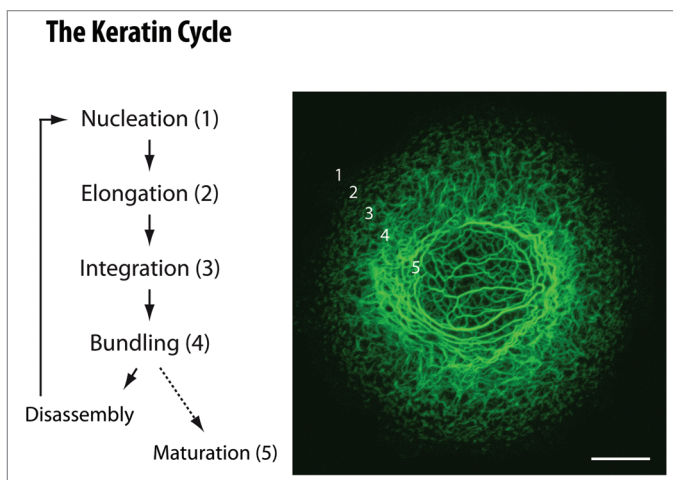 The Keratin Cycle
Nucleation (1)
Elongation (2)
Integration (3)
Bundling (4)
Disassembly
Maturation (5)
1
2
3
4
5